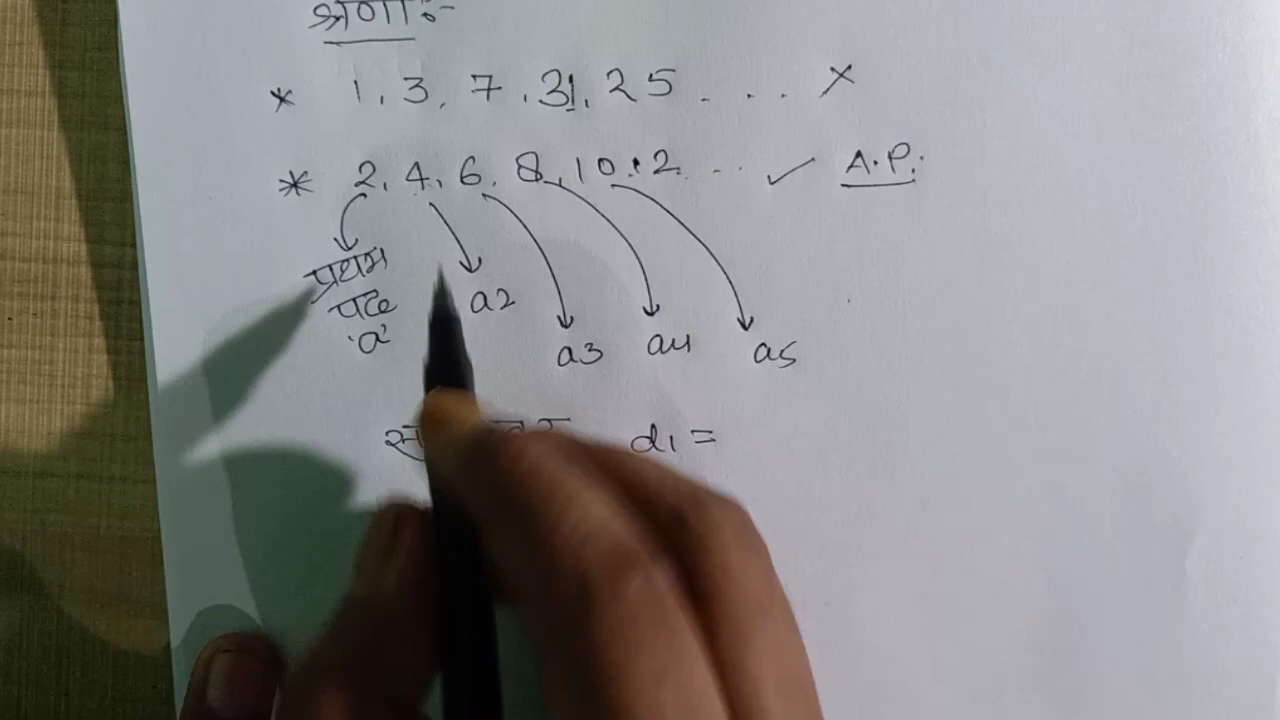 श्रेणी :-
* 1, 3, 7, 31, 25 . . . ×
* 2, 4, 6, 8, 10, 12 . . . ✓ A.P.
प्रथम
पद
'a'
a2
a3
a4
a5
d1 =